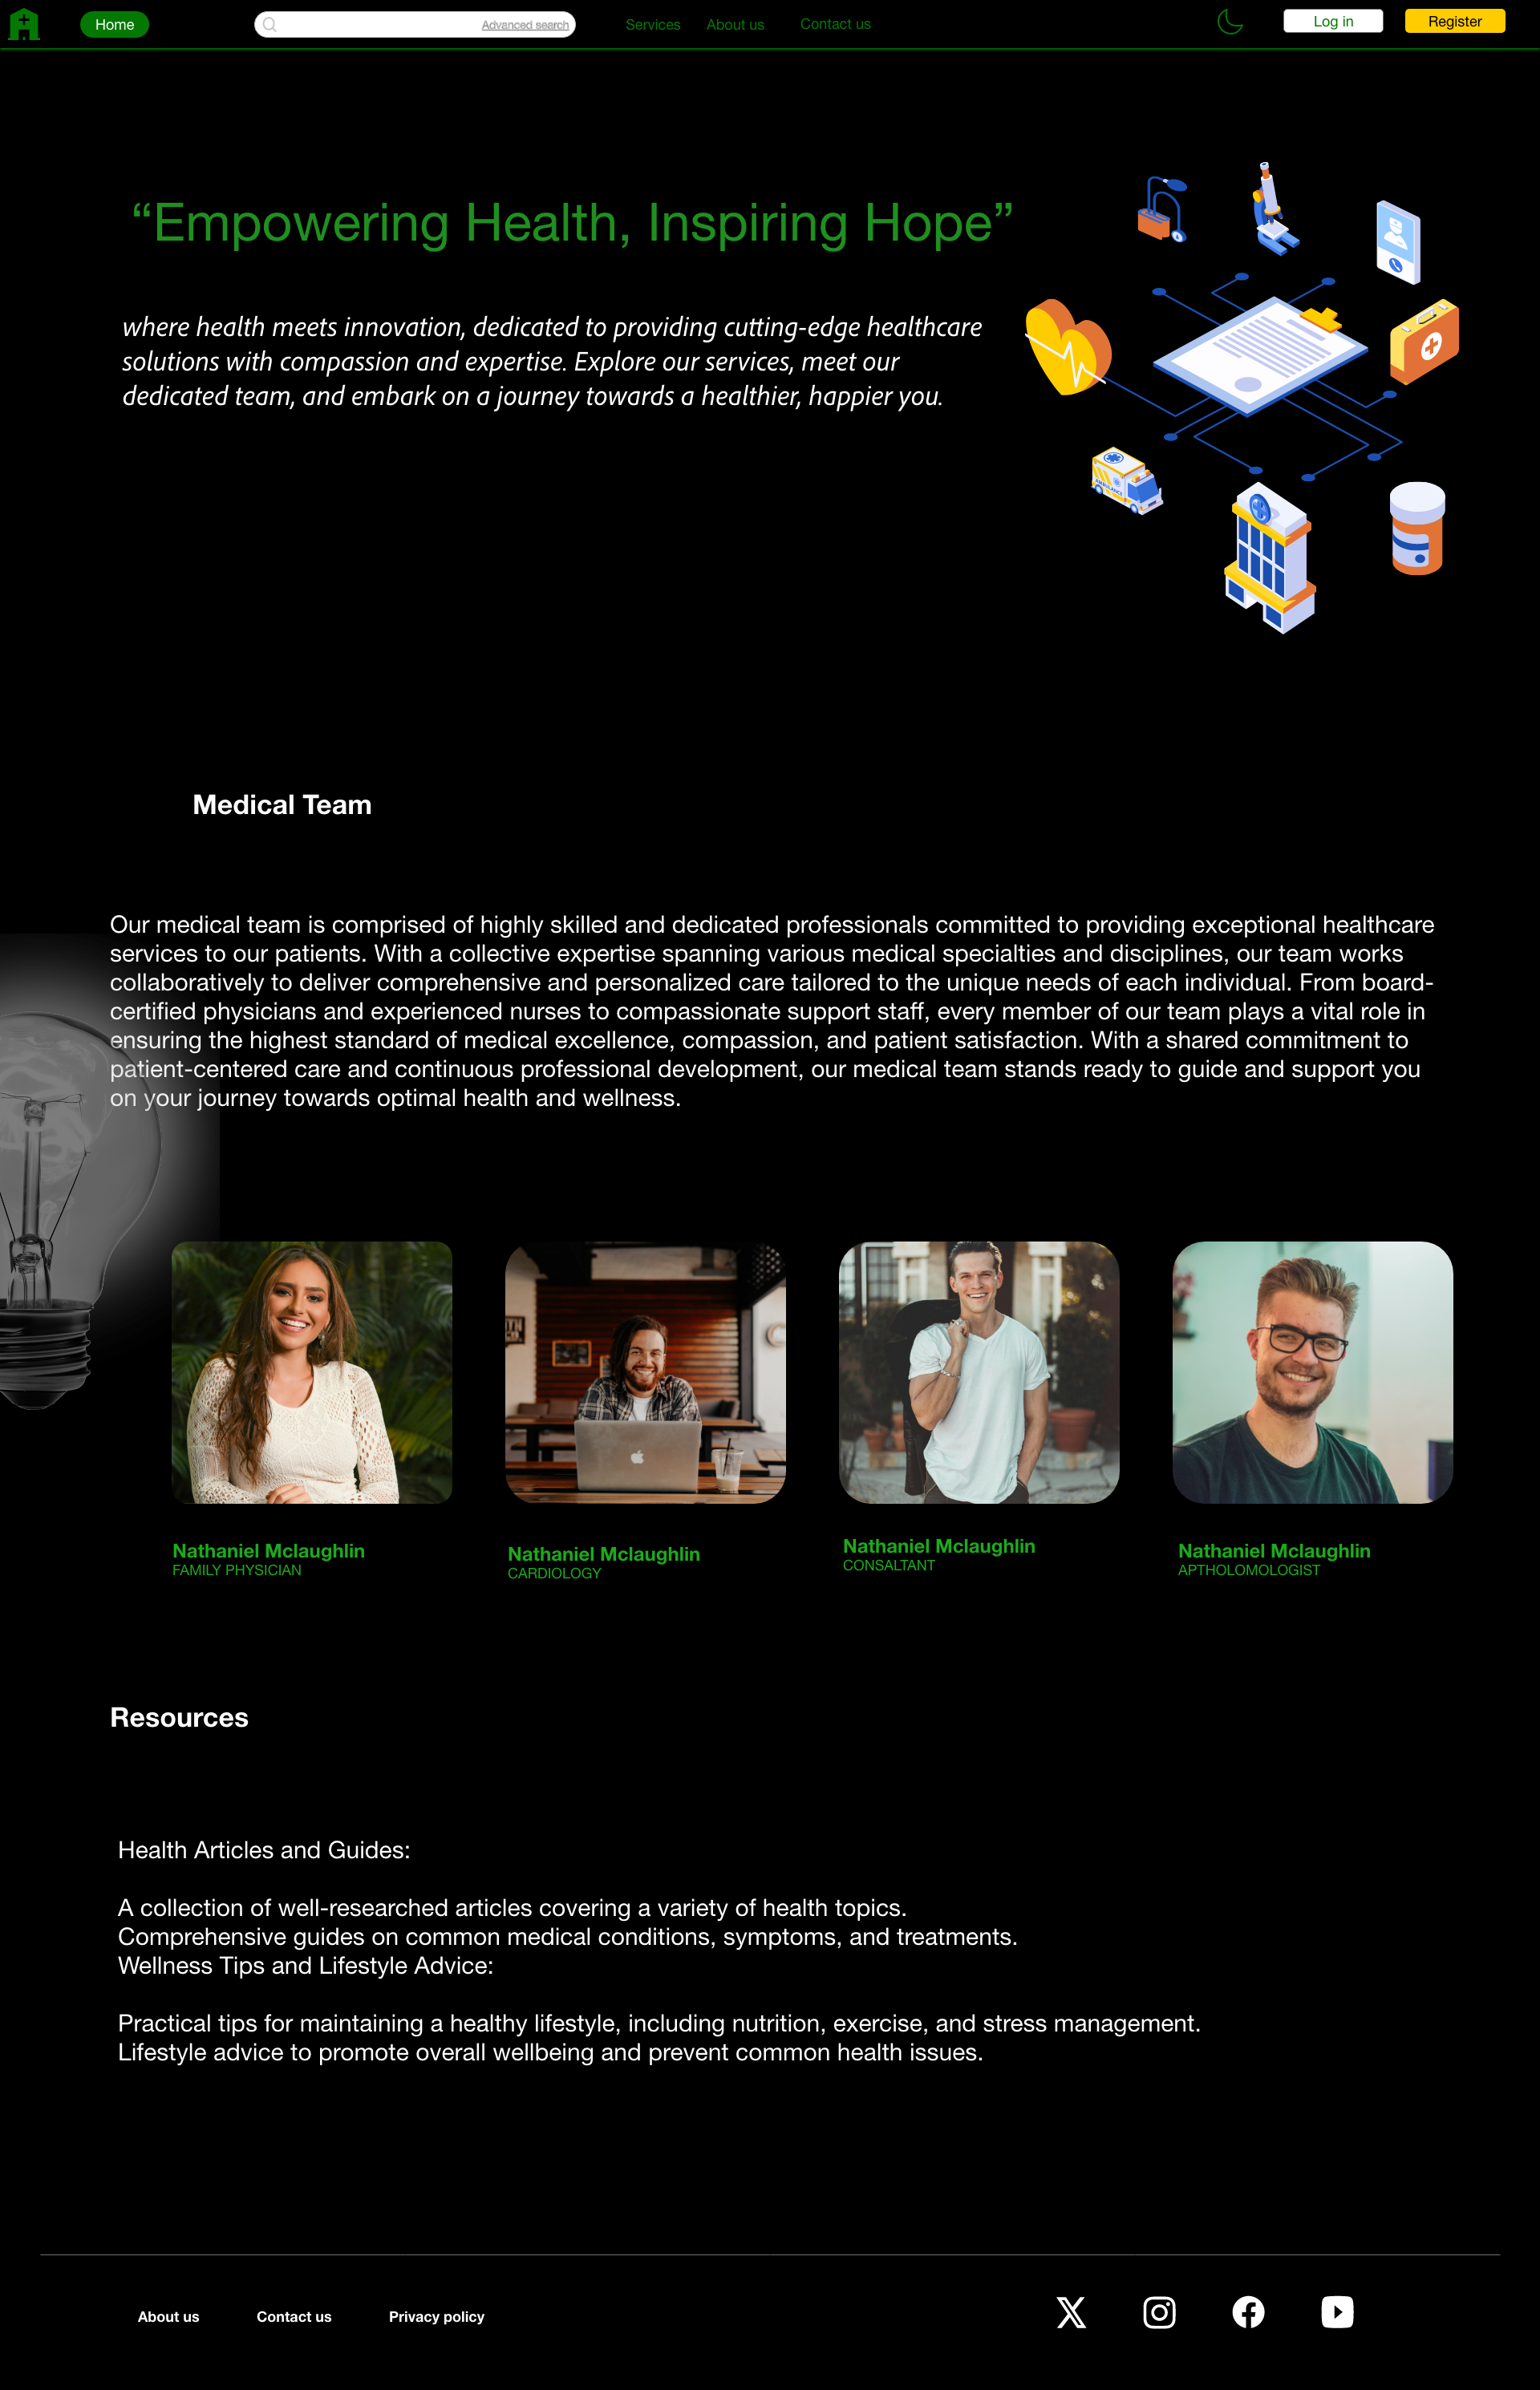 Home
Advanced search
Services
About us
Contact us
Log in
Register
“Empowering Health, Inspiring Hope”
where health meets innovation, dedicated to providing cutting-edge healthcare
solutions with compassion and expertise. Explore our services, meet our
dedicated team, and embark on a journey towards a healthier, happier you.
AMBULANCE
Medical Team
Our medical team is comprised of highly skilled and dedicated professionals committed to providing exceptional healthcare
services to our patients. With a collective expertise spanning various medical specialties and disciplines, our team works
collaboratively to deliver comprehensive and personalized care tailored to the unique needs of each individual. From board-
certified physicians and experienced nurses to compassionate support staff, every member of our team plays a vital role in
ensuring the highest standard of medical excellence, compassion, and patient satisfaction. With a shared commitment to
patient-centered care and continuous professional development, our medical team stands ready to guide and support you
on your journey towards optimal health and wellness.
Nathaniel Mclaughlin
FAMILY PHYSICIAN
Nathaniel Mclaughlin
CARDIOLOGY
Nathaniel Mclaughlin
CONSALTANT
Nathaniel Mclaughlin
APTHOLOMOLOGIST
Resources
Health Articles and Guides:
A collection of well-researched articles covering a variety of health topics.
Comprehensive guides on common medical conditions, symptoms, and treatments.
Wellness Tips and Lifestyle Advice:
Practical tips for maintaining a healthy lifestyle, including nutrition, exercise, and stress management.
Lifestyle advice to promote overall wellbeing and prevent common health issues.
About us
Contact us
Privacy policy